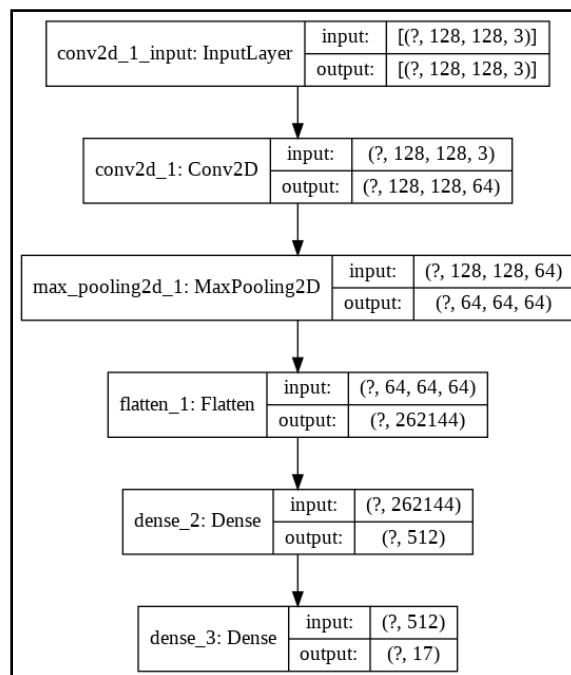 conv2d_1_input: InputLayer
input: [(?, 128, 128, 3)]
output: [(?, 128, 128, 3)]
conv2d_1: Conv2D
input: (?, 128, 128, 3)
output: (?, 128, 128, 64)
max_pooling2d_1: MaxPooling2D
input: (?, 128, 128, 64)
output: (?, 64, 64, 64)
flatten_1: Flatten
input: (?, 64, 64, 64)
output: (?, 262144)
dense_2: Dense
input: (?, 262144)
output: (?, 512)
dense_3: Dense
input: (?, 512)
output: (?, 17)